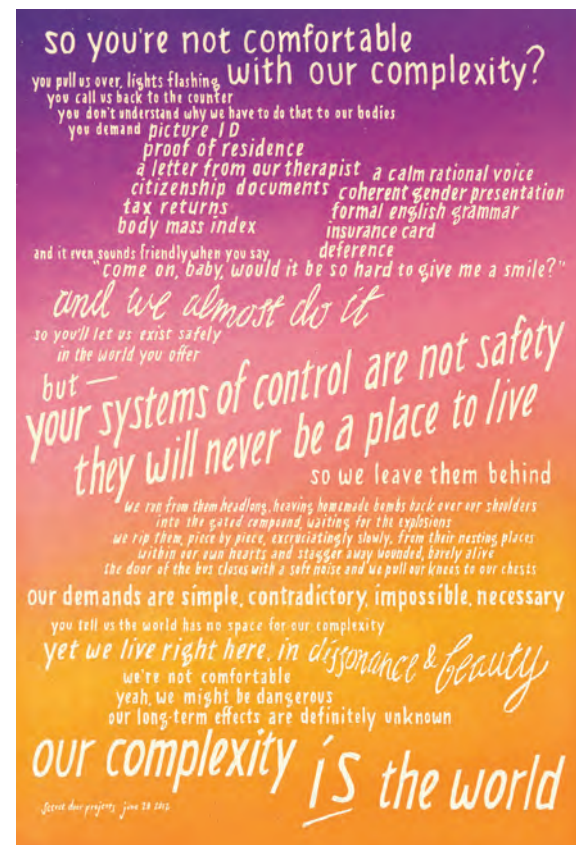 so you're not comfortable
with our complexity?
you pull us over, lights flashing
you call us back to the counter
you don't understand why we have to do that to our bodies
you demand picture ID
proof of residence
a letter from our therapist
citizenship documents
tax returns
body mass index
a calm rational voice
coherent gender presentation
formal english grammar
insurance card
deference
and it even sounds friendly when you say
"come on, baby, would it be so hard to give me a smile?"
and we almost do it
so you'll let us exist safely
in the world you offer
but —
your systems of control are not safety
they will never be a place to live
so we leave them behind
we run from them headlong, heaving homemade bombs back over our shoulders
into the gated compound, waiting for the explosions
we rip them, piece by piece, excruciatingly slowly, from their nesting places
within our own hearts and stagger away wounded, barely alive
the door of the bus closes with a soft noise and we pull our knees to our chests
our demands are simple, contradictory, impossible, necessary
you tell us the world has no space for our complexity
yet we live right here, in dissonance & beauty
we're not comfortable
yeah, we might be dangerous
our long-term effects are definitely unknown
our complexity is the world
secret door projects june 28 2012